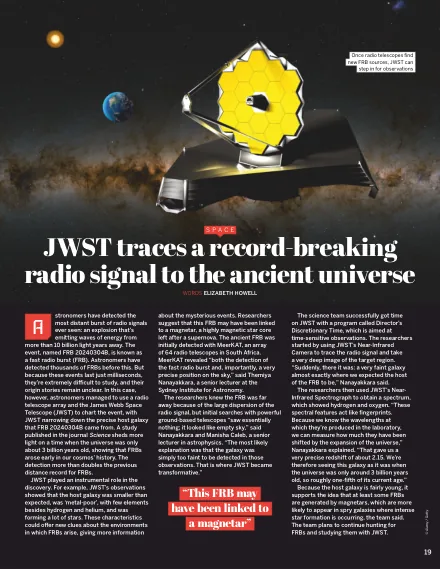 Once radio telescopes find
new FRB sources, JWST can
step in for observations
SPACE
JWST traces a record-breaking
radio signal to the ancient universe
WORDS ELIZABETH HOWELL
Astronomers have detected the
most distant burst of radio signals
ever seen: an explosion that's
emitting waves of energy from
more than 10 billion light years away. The
event, named FRB 20240304B, is known as
a fast radio burst (FRB). Astronomers have
detected thousands of FRBs before this. But
because these events last just milliseconds,
they're extremely difficult to study, and their
origin stories remain unclear. In this case,
however, astronomers managed to use a radio
telescope array and the James Webb Space
Telescope (JWST) to chart the event, with
JWST narrowing down the precise host galaxy
that FRB 20240304B came from. A study
published in the journal Science sheds more
light on when the universe was only about
3 billion years old, showing that FRBs
arose early in our cosmos' history. The
detection more than doubles the previous
distance record for FRBs.
JWST played an instrumental role in the
discovery. For example, JWST's observations
showed that the host galaxy was smaller than
expected, was 'metal-poor', with few elements
besides hydrogen and helium, and was
forming a lot of stars. These characteristics
could offer new clues about the environments
in which FRBs arise, giving more information
about the mysterious events. Researchers
suggest that this FRB may have been linked
to a magnetar, a highly magnetic star core
left after a supernova. The ancient FRB was
initially detected with MeerKAT, an array
of 64 radio telescopes in South Africa.
MeerKAT revealed "both the detection of
the fast radio burst and, importantly, a very
precise position on the sky," said Themiya
Nanayakkara, a senior lecturer at the
Sydney Institute for Astronomy.
The researchers knew the FRB was far
away because of the large dispersion of the
radio signal, but initial searches with powerful
ground-based telescopes "saw essentially
nothing; it looked like empty sky," said
Nanayakkara and Manisha Caleb, a senior
lecturer in astrophysics. "The most likely
explanation was that the galaxy was
simply too faint to be detected in those
observations. That is where JWST became
transformative."
"This FRB may
have been linked to
a magnetar"
The science team successfully got time
on JWST with a program called Director's
Discretionary Time, which is aimed at
time-sensitive observations. The researchers
started by using JWST's Near-Infrared
Camera to trace the radio signal and take
a very deep image of the target region.
"Suddenly, there it was: a very faint galaxy
almost exactly where we expected the host
of the FRB to be," Nanayakkara said.
The researchers then used JWST's Near-
Infrared Spectrograph to obtain a spectrum,
which showed hydrogen and oxygen. "These
spectral features act like fingerprints.
Because we know the wavelengths at
which they're produced in the laboratory,
we can measure how much they have been
shifted by the expansion of the universe,"
Nanayakkara explained. "That gave us a
very precise redshift of about 2.15. We're
therefore seeing this galaxy as it was when
the universe was only around 3 billion years
old, so roughly one-fifth of its current age."
Because the host galaxy is fairly young, it
supports the idea that at least some FRBs
are generated by magnetars, which are more
likely to appear in spry galaxies where intense
star formation is occurring, the team said.
The team plans to continue hunting for
FRBs and studying them with JWST.
19